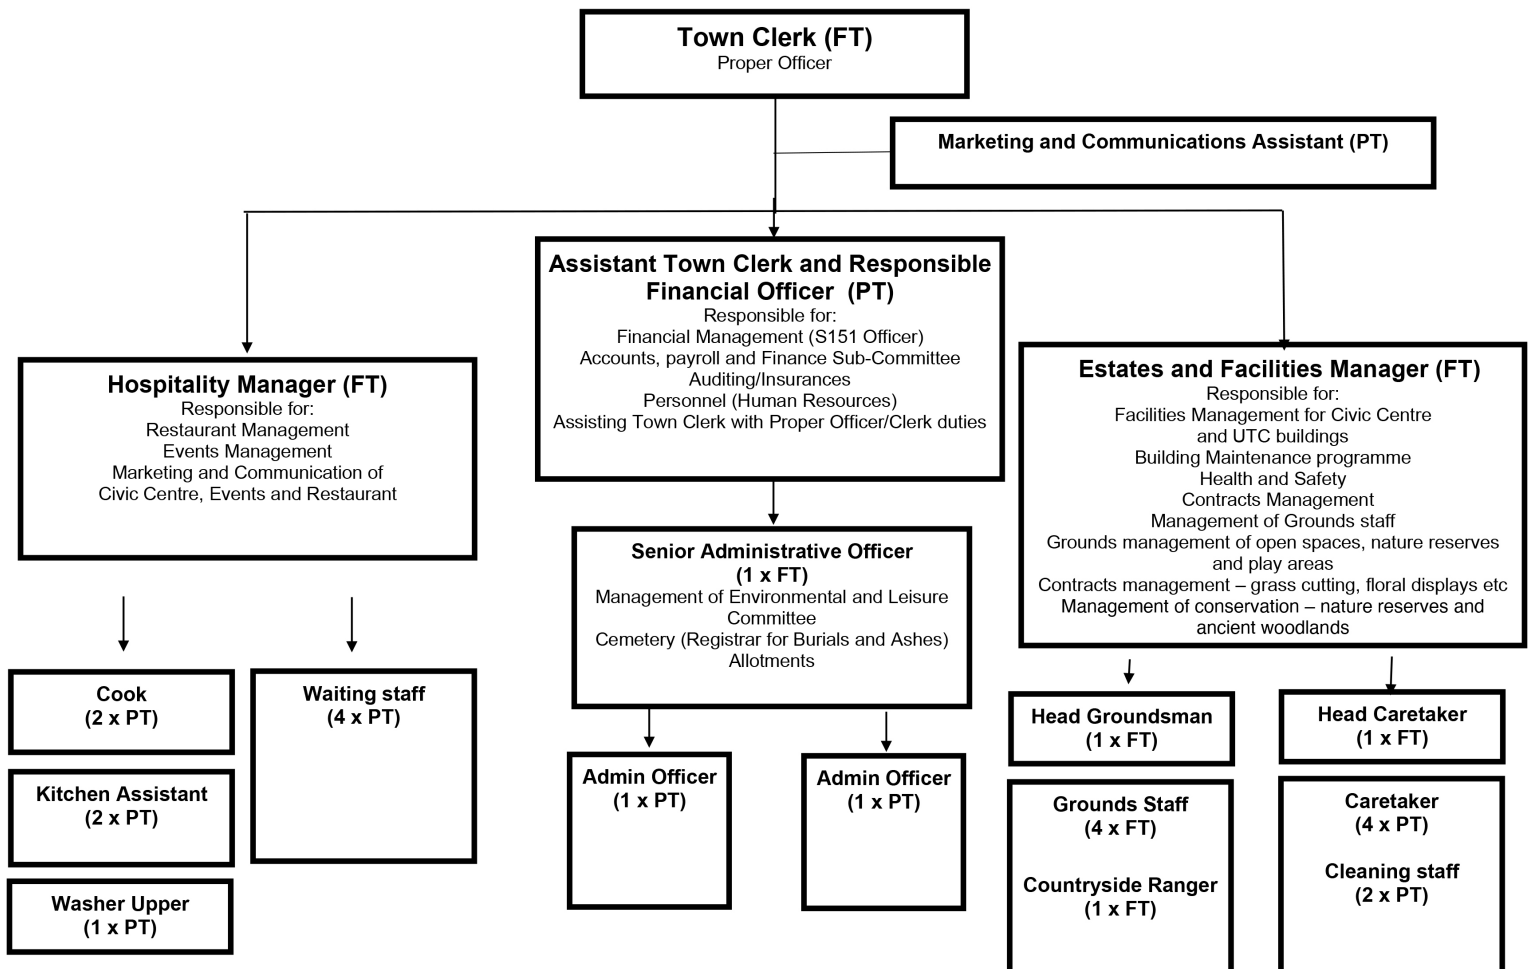 Town Clerk (FT)
Proper Officer
Marketing and Communications Assistant (PT)
Assistant Town Clerk and Responsible
Financial Officer  (PT)
Responsible for:
Financial Management (S151 Officer)
Accounts, payroll and Finance Sub-Committee
Auditing/Insurances
Personnel (Human Resources)
Assisting Town Clerk with Proper Officer/Clerk duties
Hospitality Manager (FT)
Responsible for:
Restaurant Management
Events Management
Marketing and Communication of
Civic Centre, Events and Restaurant
Estates and Facilities Manager (FT)
Responsible for:
Facilities Management for Civic Centre
and UTC buildings
Building Maintenance programme
Health and Safety
Contracts Management
Management of Grounds staff
Grounds management of open spaces, nature reserves
and play areas
Contracts management – grass cutting, floral displays etc
Management of conservation – nature reserves and
ancient woodlands
Senior Administrative Officer
(1 x FT)
Management of Environmental and Leisure
Committee
Cemetery (Registrar for Burials and Ashes)
Allotments
Cook
(2 x PT)
Waiting staff
(4 x PT)
Kitchen Assistant
(2 x PT)
Washer Upper
(1 x PT)
Admin Officer
(1 x PT)
Admin Officer
(1 x PT)
Head Groundsman
(1 x FT)
Head Caretaker
(1 x FT)
Grounds Staff
(4 x FT)
Countryside Ranger
(1 x FT)
Caretaker
(4 x PT)
Cleaning staff
(2 x PT)